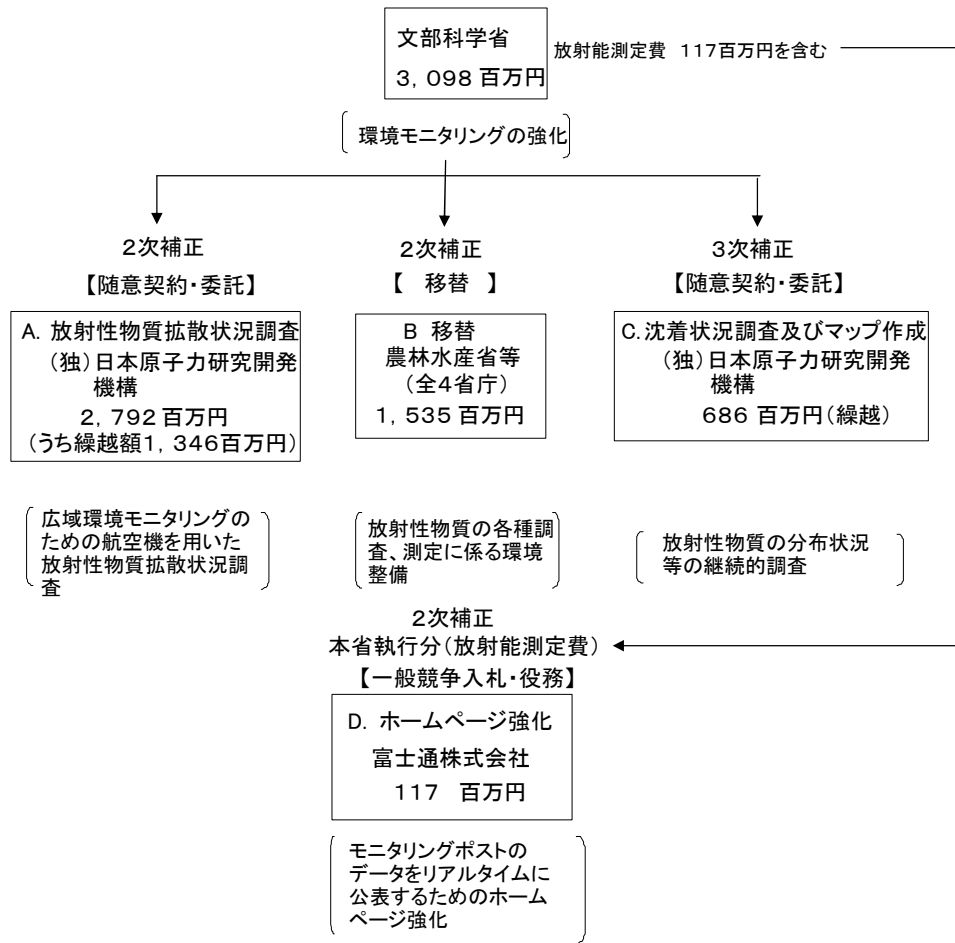 文部科学省
3,098 百万円
放射能測定費 117百万円を含む
環境モニタリングの強化
2次補正
【随意契約・委託】
A. 放射性物質拡散状況調査
(独)日本原子力研究開発
機構
2,792 百万円
(うち繰越額1,346百万円)
広域環境モニタリングの
ための航空機を用いた
放射性物質拡散状況調
査
2次補正
【 移替 】
B 移替
農林水産省等
(全4省庁)
1,535 百万円
放射性物質の各種調
査、測定に係る環境
整備
3次補正
【随意契約・委託】
C.沈着状況調査及びマップ作成
(独)日本原子力研究開発
機構
686 百万円(繰越)
放射性物質の分布状況
等の継続的調査
2次補正
本省執行分(放射能測定費)
【一般競争入札・役務】
D. ホームページ強化
富士通株式会社
117 百万円
モニタリングポストの
データをリアルタイムに
公表するためのホーム
ページ強化